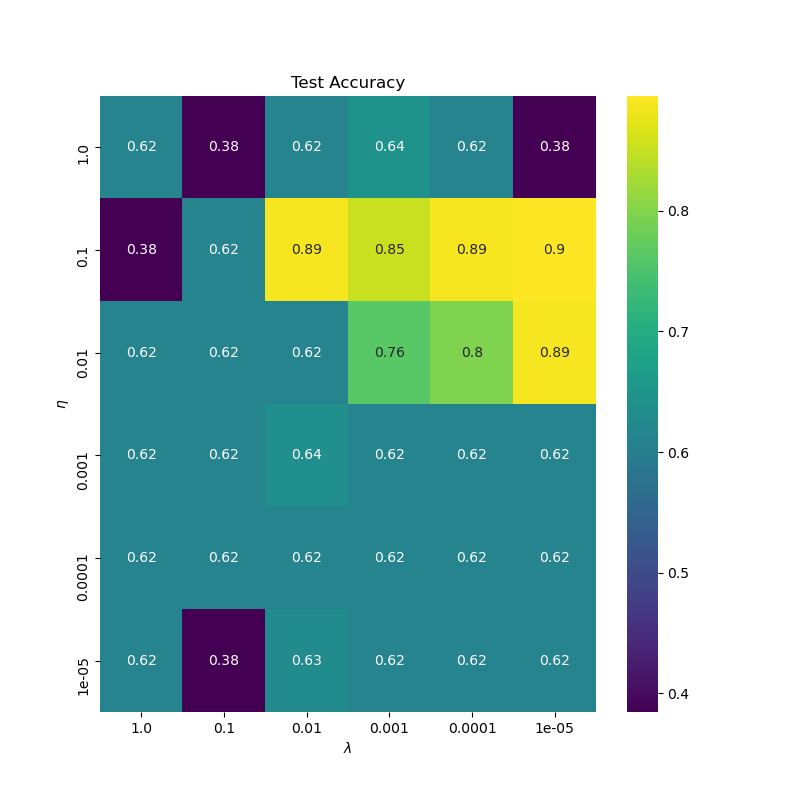 Test Accuracy
1.0 0.62 0.38 0.62 0.64 0.62 0.38
0.1 0.38 0.62 0.89 0.85 0.89 0.9
0.01 0.62 0.62 0.62 0.76 0.8 0.89
0.001 0.62 0.62 0.64 0.62 0.62 0.62
0.0001 0.62 0.62 0.62 0.62 0.62 0.62
1e-05 0.62 0.38 0.63 0.62 0.62 0.62
η
1.0 0.1 0.01 0.001 0.0001 1e-05
λ
0.8
0.7
0.6
0.5
0.4